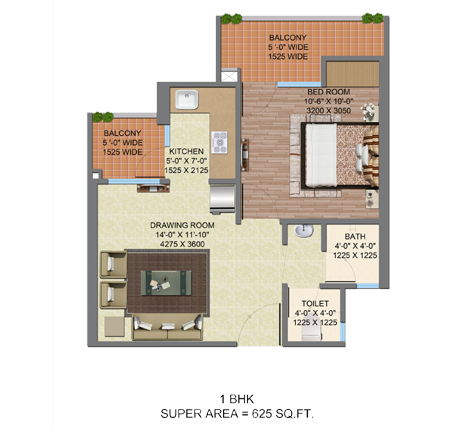 BALCONY
5 '-0" WIDE
1525 WIDE
BED ROOM
10'-6" X 10'-0"
3200 X 3050
BALCONY
5 '-0" WIDE
1525 WIDE
KITCHEN
5'-0" X 7'-0"
1525 X 2125
DRAWING ROOM
14'-0" X 11'-10"
4275 X 3600
BATH
4'-0" X 4'-0"
1225 X 1225
TOILET
4'-0" X 4'-0"
1225 X 1225
1 BHK
SUPER AREA = 625 SQ.FT.